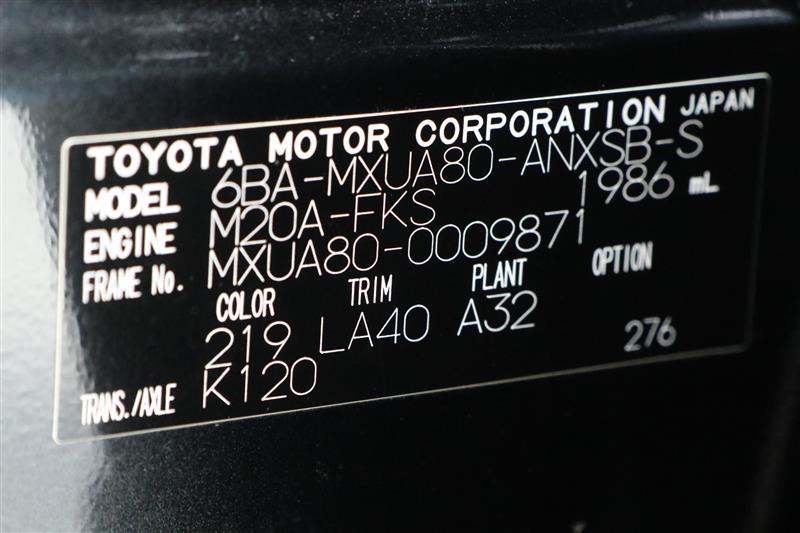 TOYOTA MOTOR CORPORATION JAPAN
MODEL 6BA-MXUA80-ANXSB-S
ENGINE M20A-FKS 1986 mL
FRAME No. MXUA80-0009871
COLOR TRIM PLANT OPTION
219 LA40 A32 276
TRANS./AXLE K120